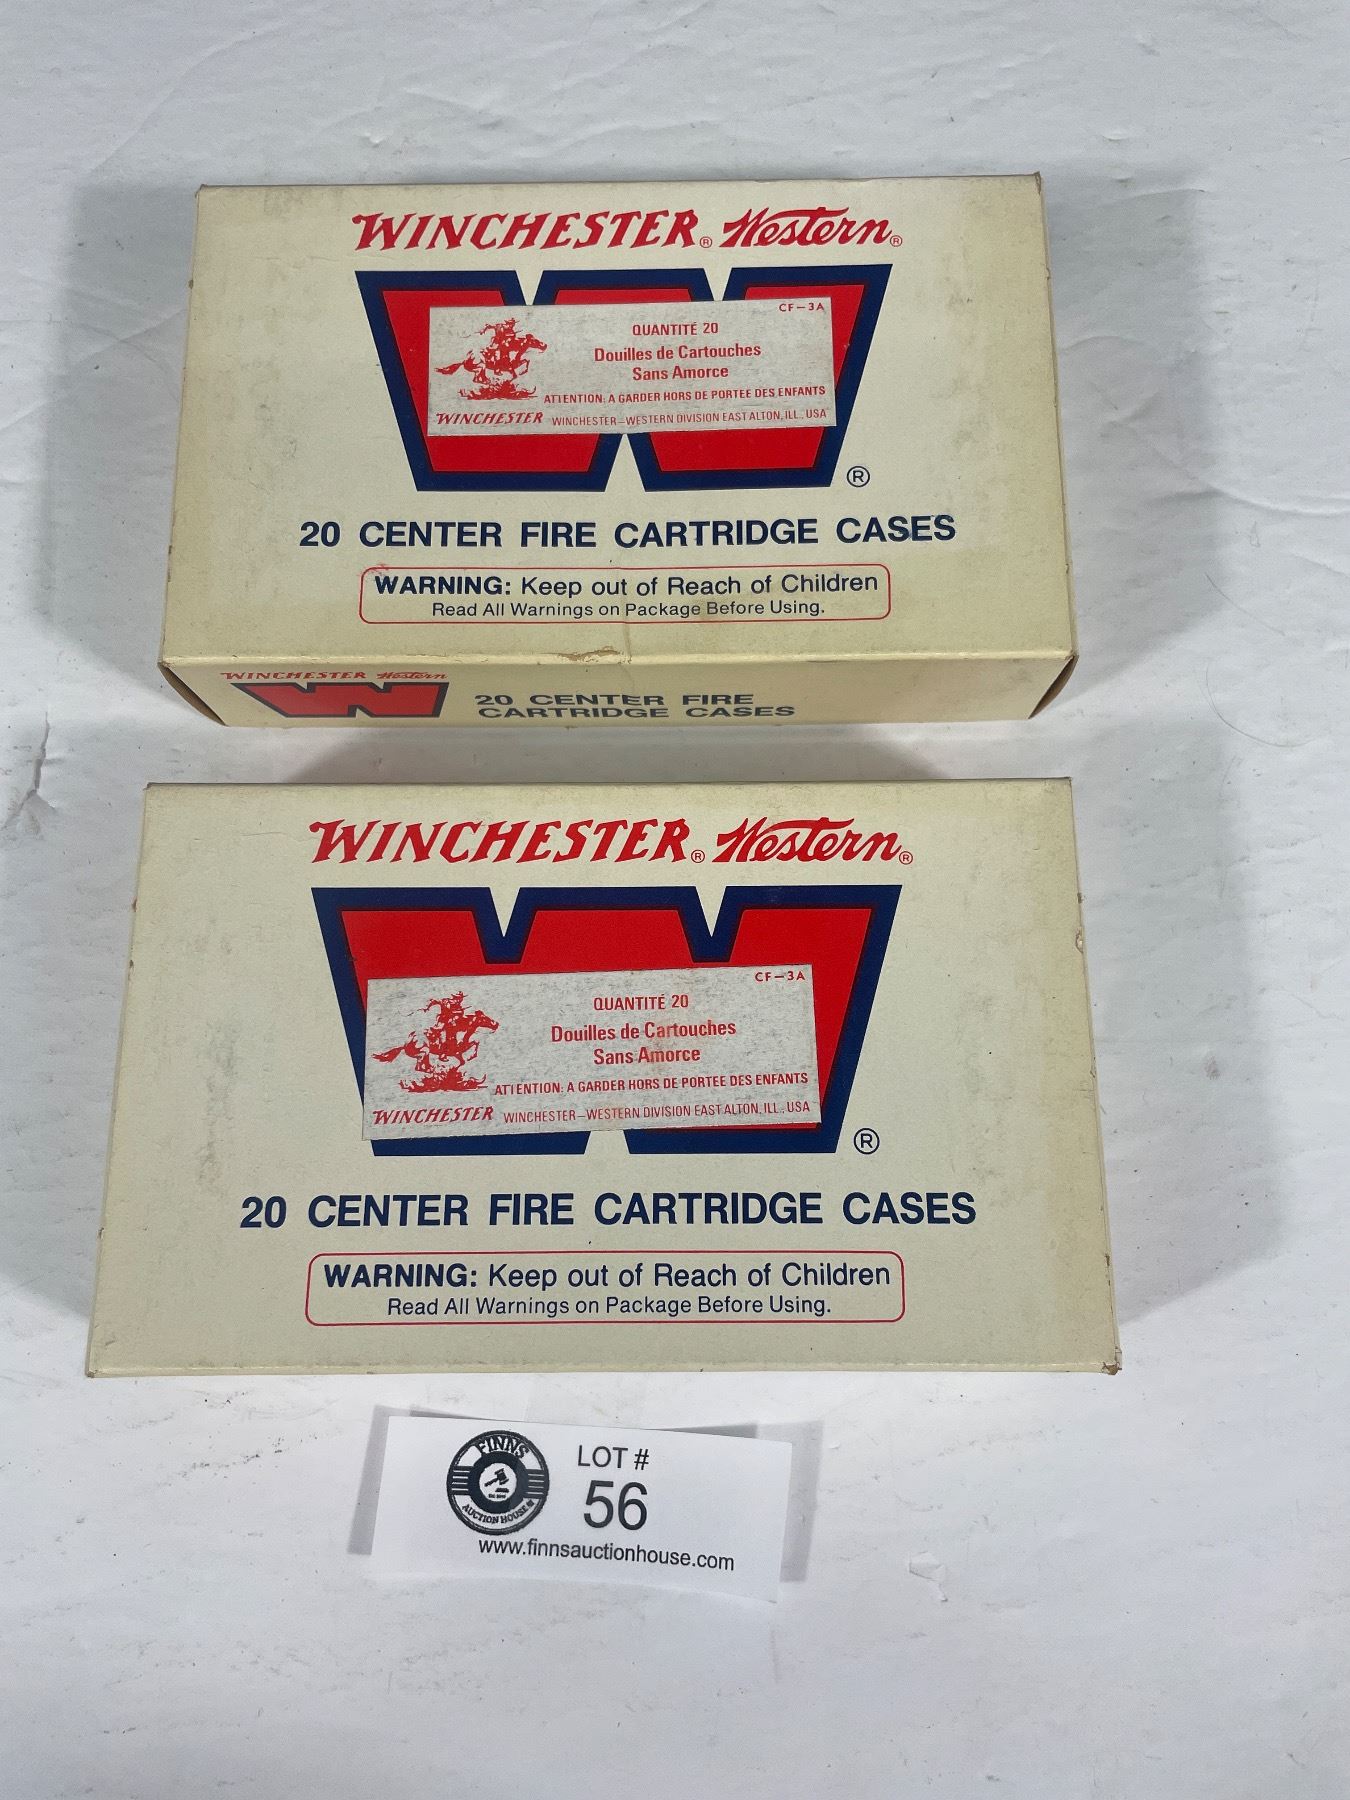 WINCHESTER® Western®
CF-3A
QUANTITÉ 20
Douilles de Cartouches
Sans Amorce
ATTENTION: A GARDER HORS DE PORTEE DES ENFANTS
WINCHESTER WINCHESTER-WESTERN DIVISION EAST ALTON, ILL., USA
®
20 CENTER FIRE CARTRIDGE CASES
WARNING: Keep out of Reach of Children
Read All Warnings on Package Before Using.
WINCHESTER Western
20 CENTER FIRE
CARTRIDGE CASES
WINCHESTER® Western®
CF-3A
QUANTITÉ 20
Douilles de Cartouches
Sans Amorce
ATTENTION: A GARDER HORS DE PORTEE DES ENFANTS
WINCHESTER WINCHESTER-WESTERN DIVISION EAST ALTON, ILL., USA
®
20 CENTER FIRE CARTRIDGE CASES
WARNING: Keep out of Reach of Children
Read All Warnings on Package Before Using.
FINNS
AUCTION HOUSE
LOT #
56
www.finnsauctionhouse.com